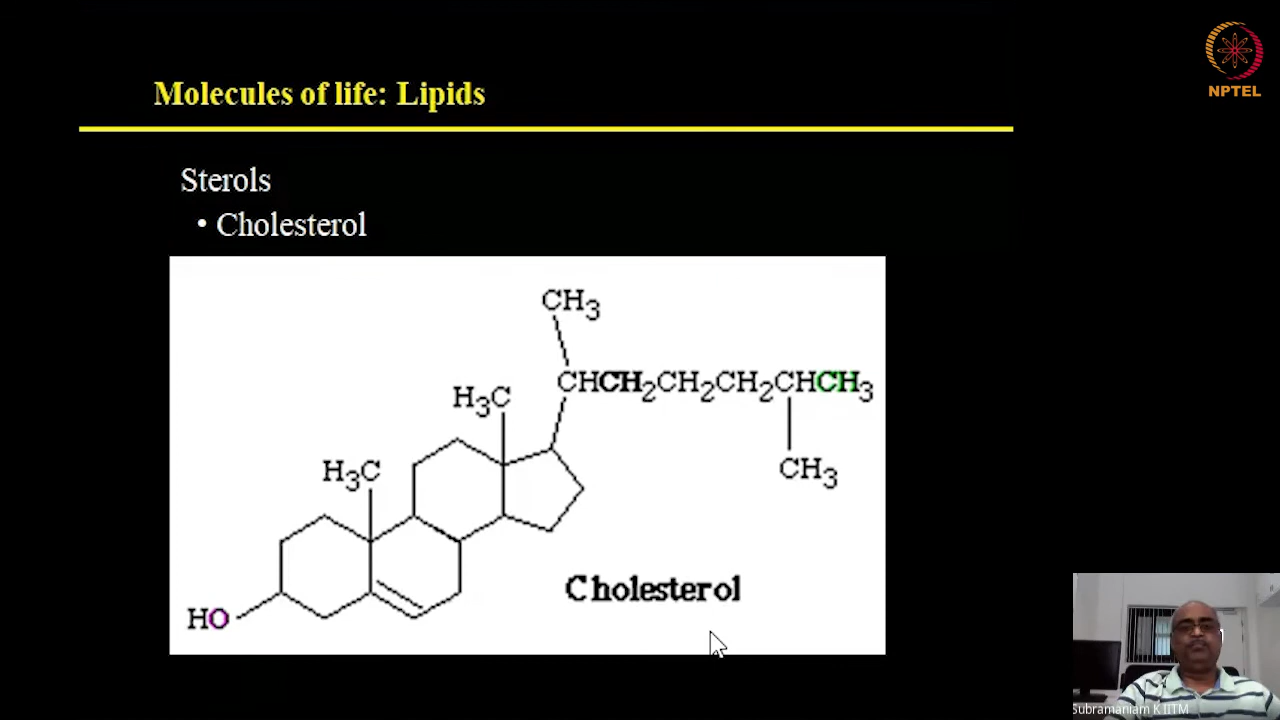 NPTEL
Molecules of life: Lipids
Sterols
• Cholesterol
CH3
CHCH2CH2CH2CHCH3
H3C
CH3
H3C
Cholesterol
HO
Subramaniam K IITM